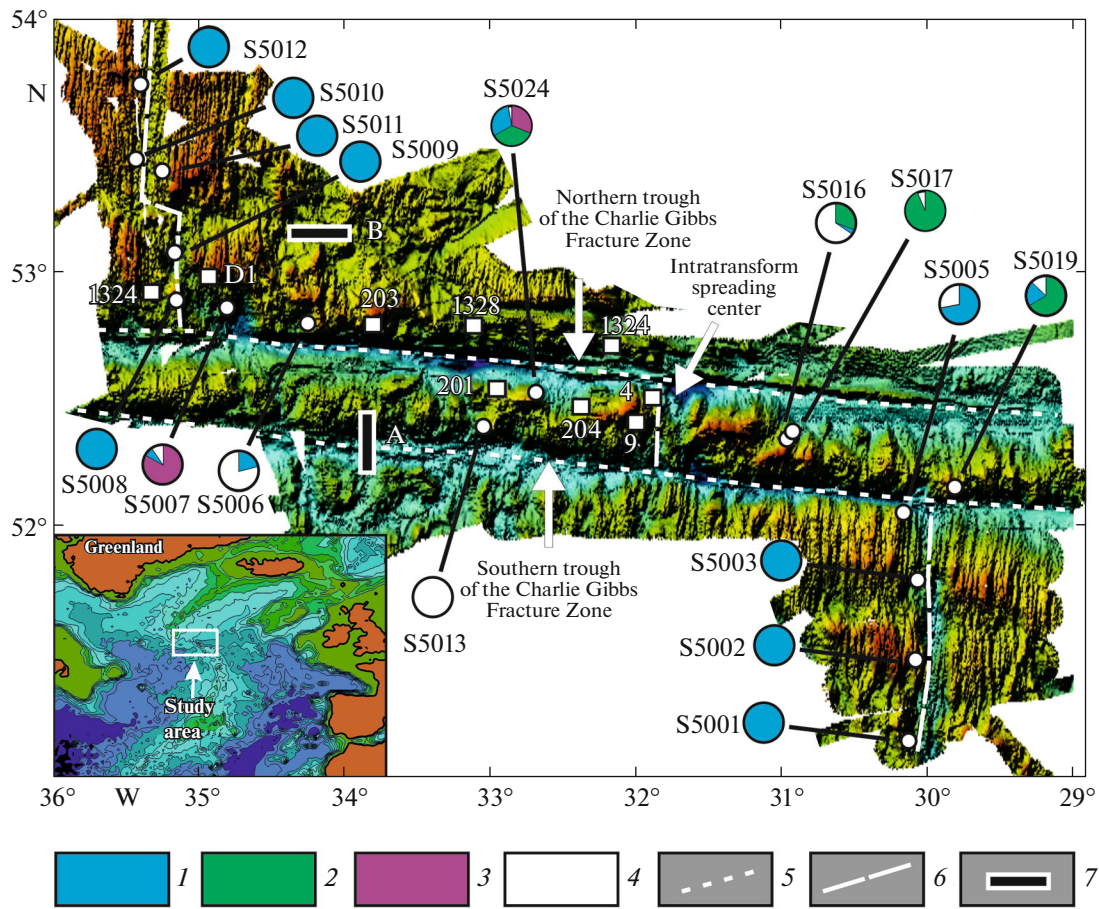 54°
S5012
N
S5010
S5024
S5011
S5009
S5017
Northern trough
of the Charlie Gibbs
Fracture Zone
S5016
B
Intratransform
spreading
center
S5005
S5019
53°
D1
1324
203
1328
1324
201
4
204
9
A
S5008
S5007
S5006
52°
Greenland
Study
area
Southern trough
of the Charlie Gibbs
Fracture Zone
S5013
S5003
S5002
S5001
36° W 35° 34° 33° 32° 31° 30° 29°
1 2 3 4 5 6 7